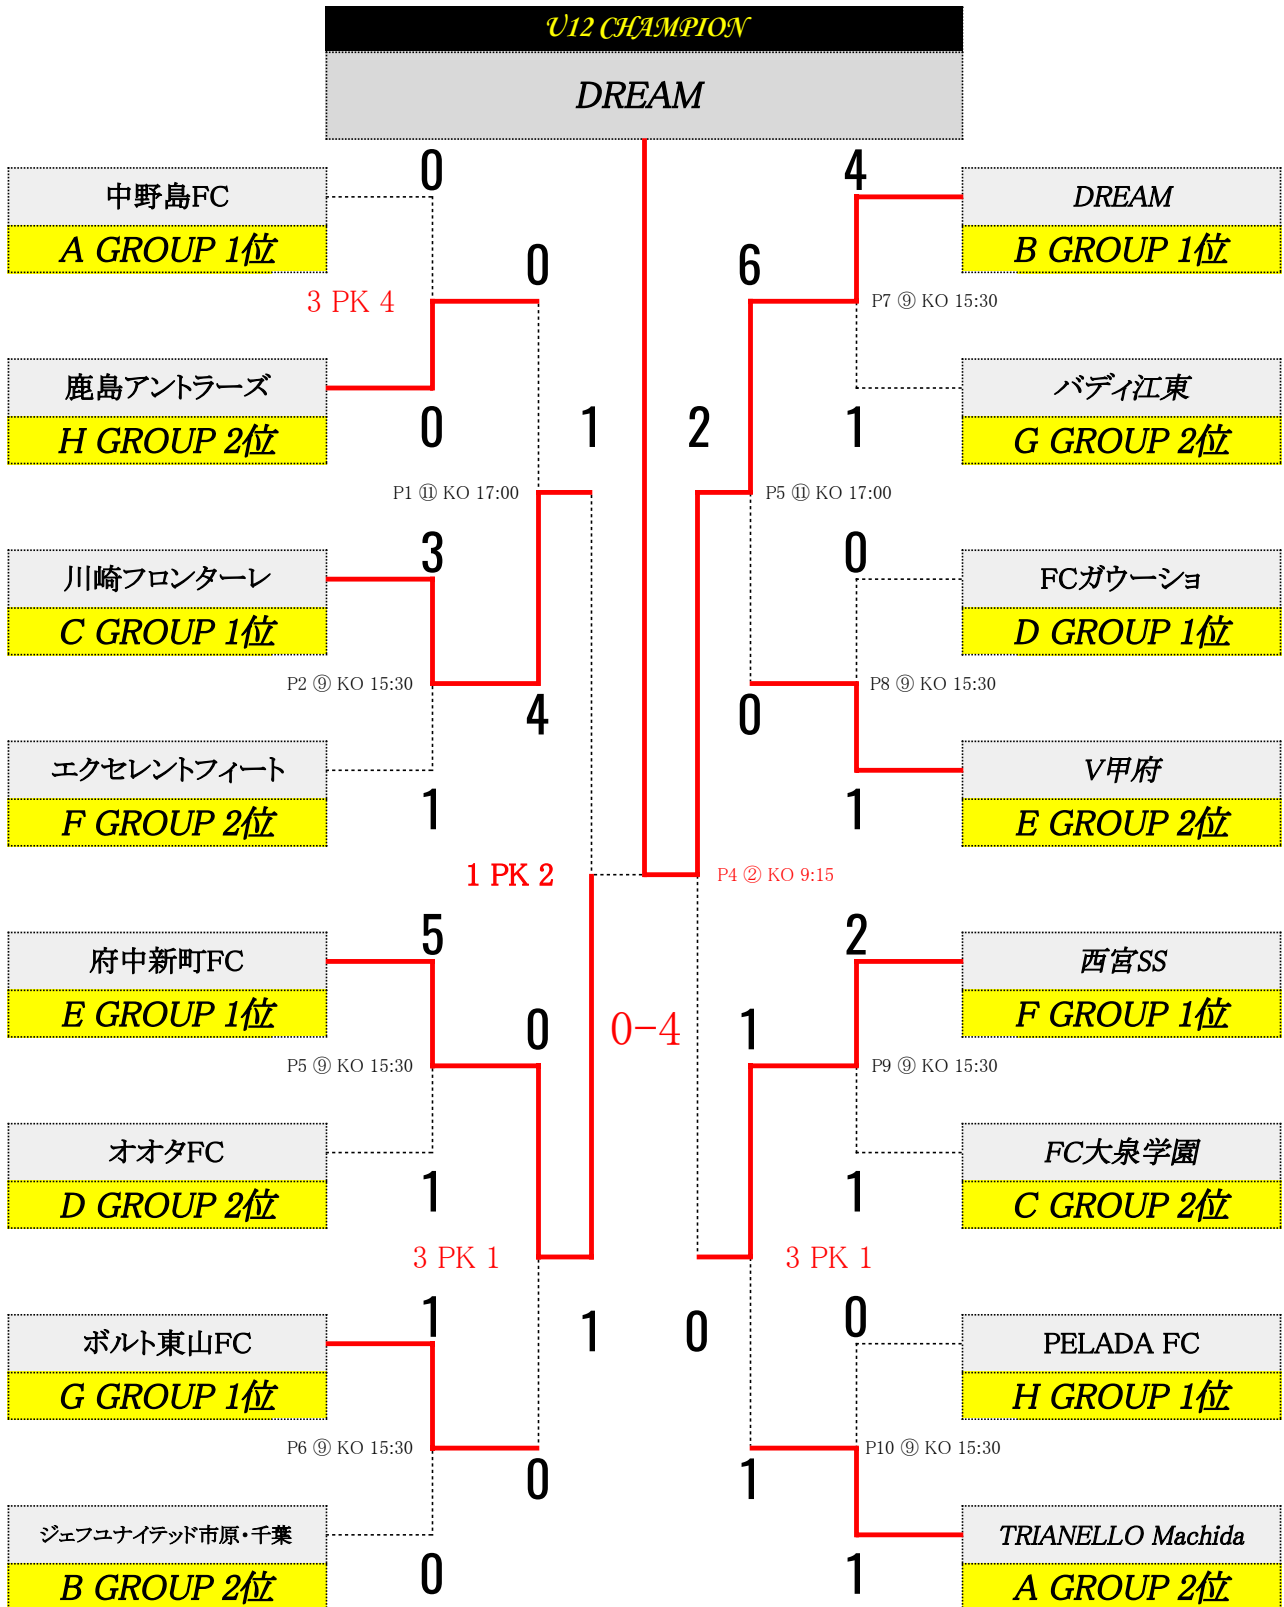 U12 CHAMPION
DREAM
0
4
中野島FC
DREAM
A GROUP 1位
B GROUP 1位
0
6
3 PK 4
P7 ⑨ KO 15:30
鹿島アントラーズ
バディ江東
H GROUP 2位
G GROUP 2位
0
1
2
1
P1 ⑪ KO 17:00
P5 ⑪ KO 17:00
3
0
川崎フロンターレ
FCガウーショ
C GROUP 1位
D GROUP 1位
P2 ⑨ KO 15:30
P8 ⑨ KO 15:30
4
0
エクセレントフィート
V甲府
F GROUP 2位
E GROUP 2位
1
1
1 PK 2
P4 ② KO 9:15
5
2
府中新町FC
西宮SS
E GROUP 1位
F GROUP 1位
0
0-4
1
P5 ⑨ KO 15:30
P9 ⑨ KO 15:30
オオタFC
FC大泉学園
D GROUP 2位
C GROUP 2位
1
1
3 PK 1
3 PK 1
1
0
ボルト東山FC
1
0
PELADA FC
G GROUP 1位
H GROUP 1位
P6 ⑨ KO 15:30
P10 ⑨ KO 15:30
0
1
ジェフユナイテッド市原・千葉
TRIANELLO Machida
B GROUP 2位
A GROUP 2位
0
1